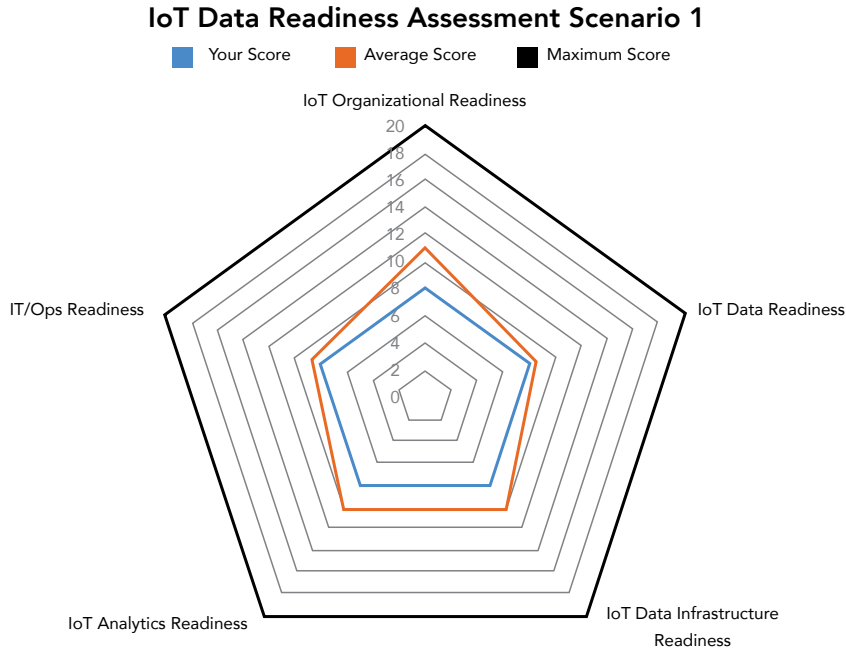 IoT Data Readiness Assessment Scenario 1
Your Score
Average Score
Maximum Score
IoT Organizational Readiness
20
18
16
14
12
10
8
6
4
2
0
IT/Ops Readiness
IoT Data Readiness
IoT Analytics Readiness
IoT Data Infrastructure
Readiness